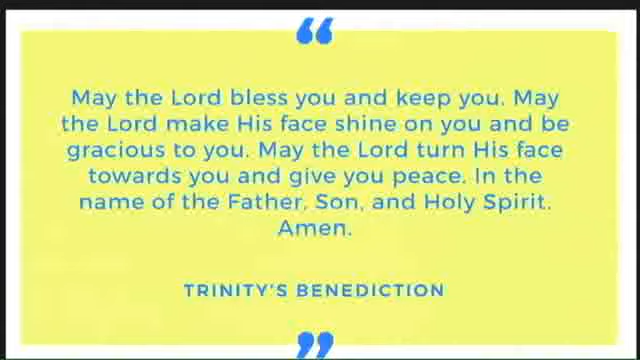 “
May the Lord bless you and keep you. May
the Lord make His face shine on you and be
gracious to you. May the Lord turn His face
towards you and give you peace. In the
name of the Father, Son, and Holy Spirit.
Amen.
TRINITY'S BENEDICTION
”